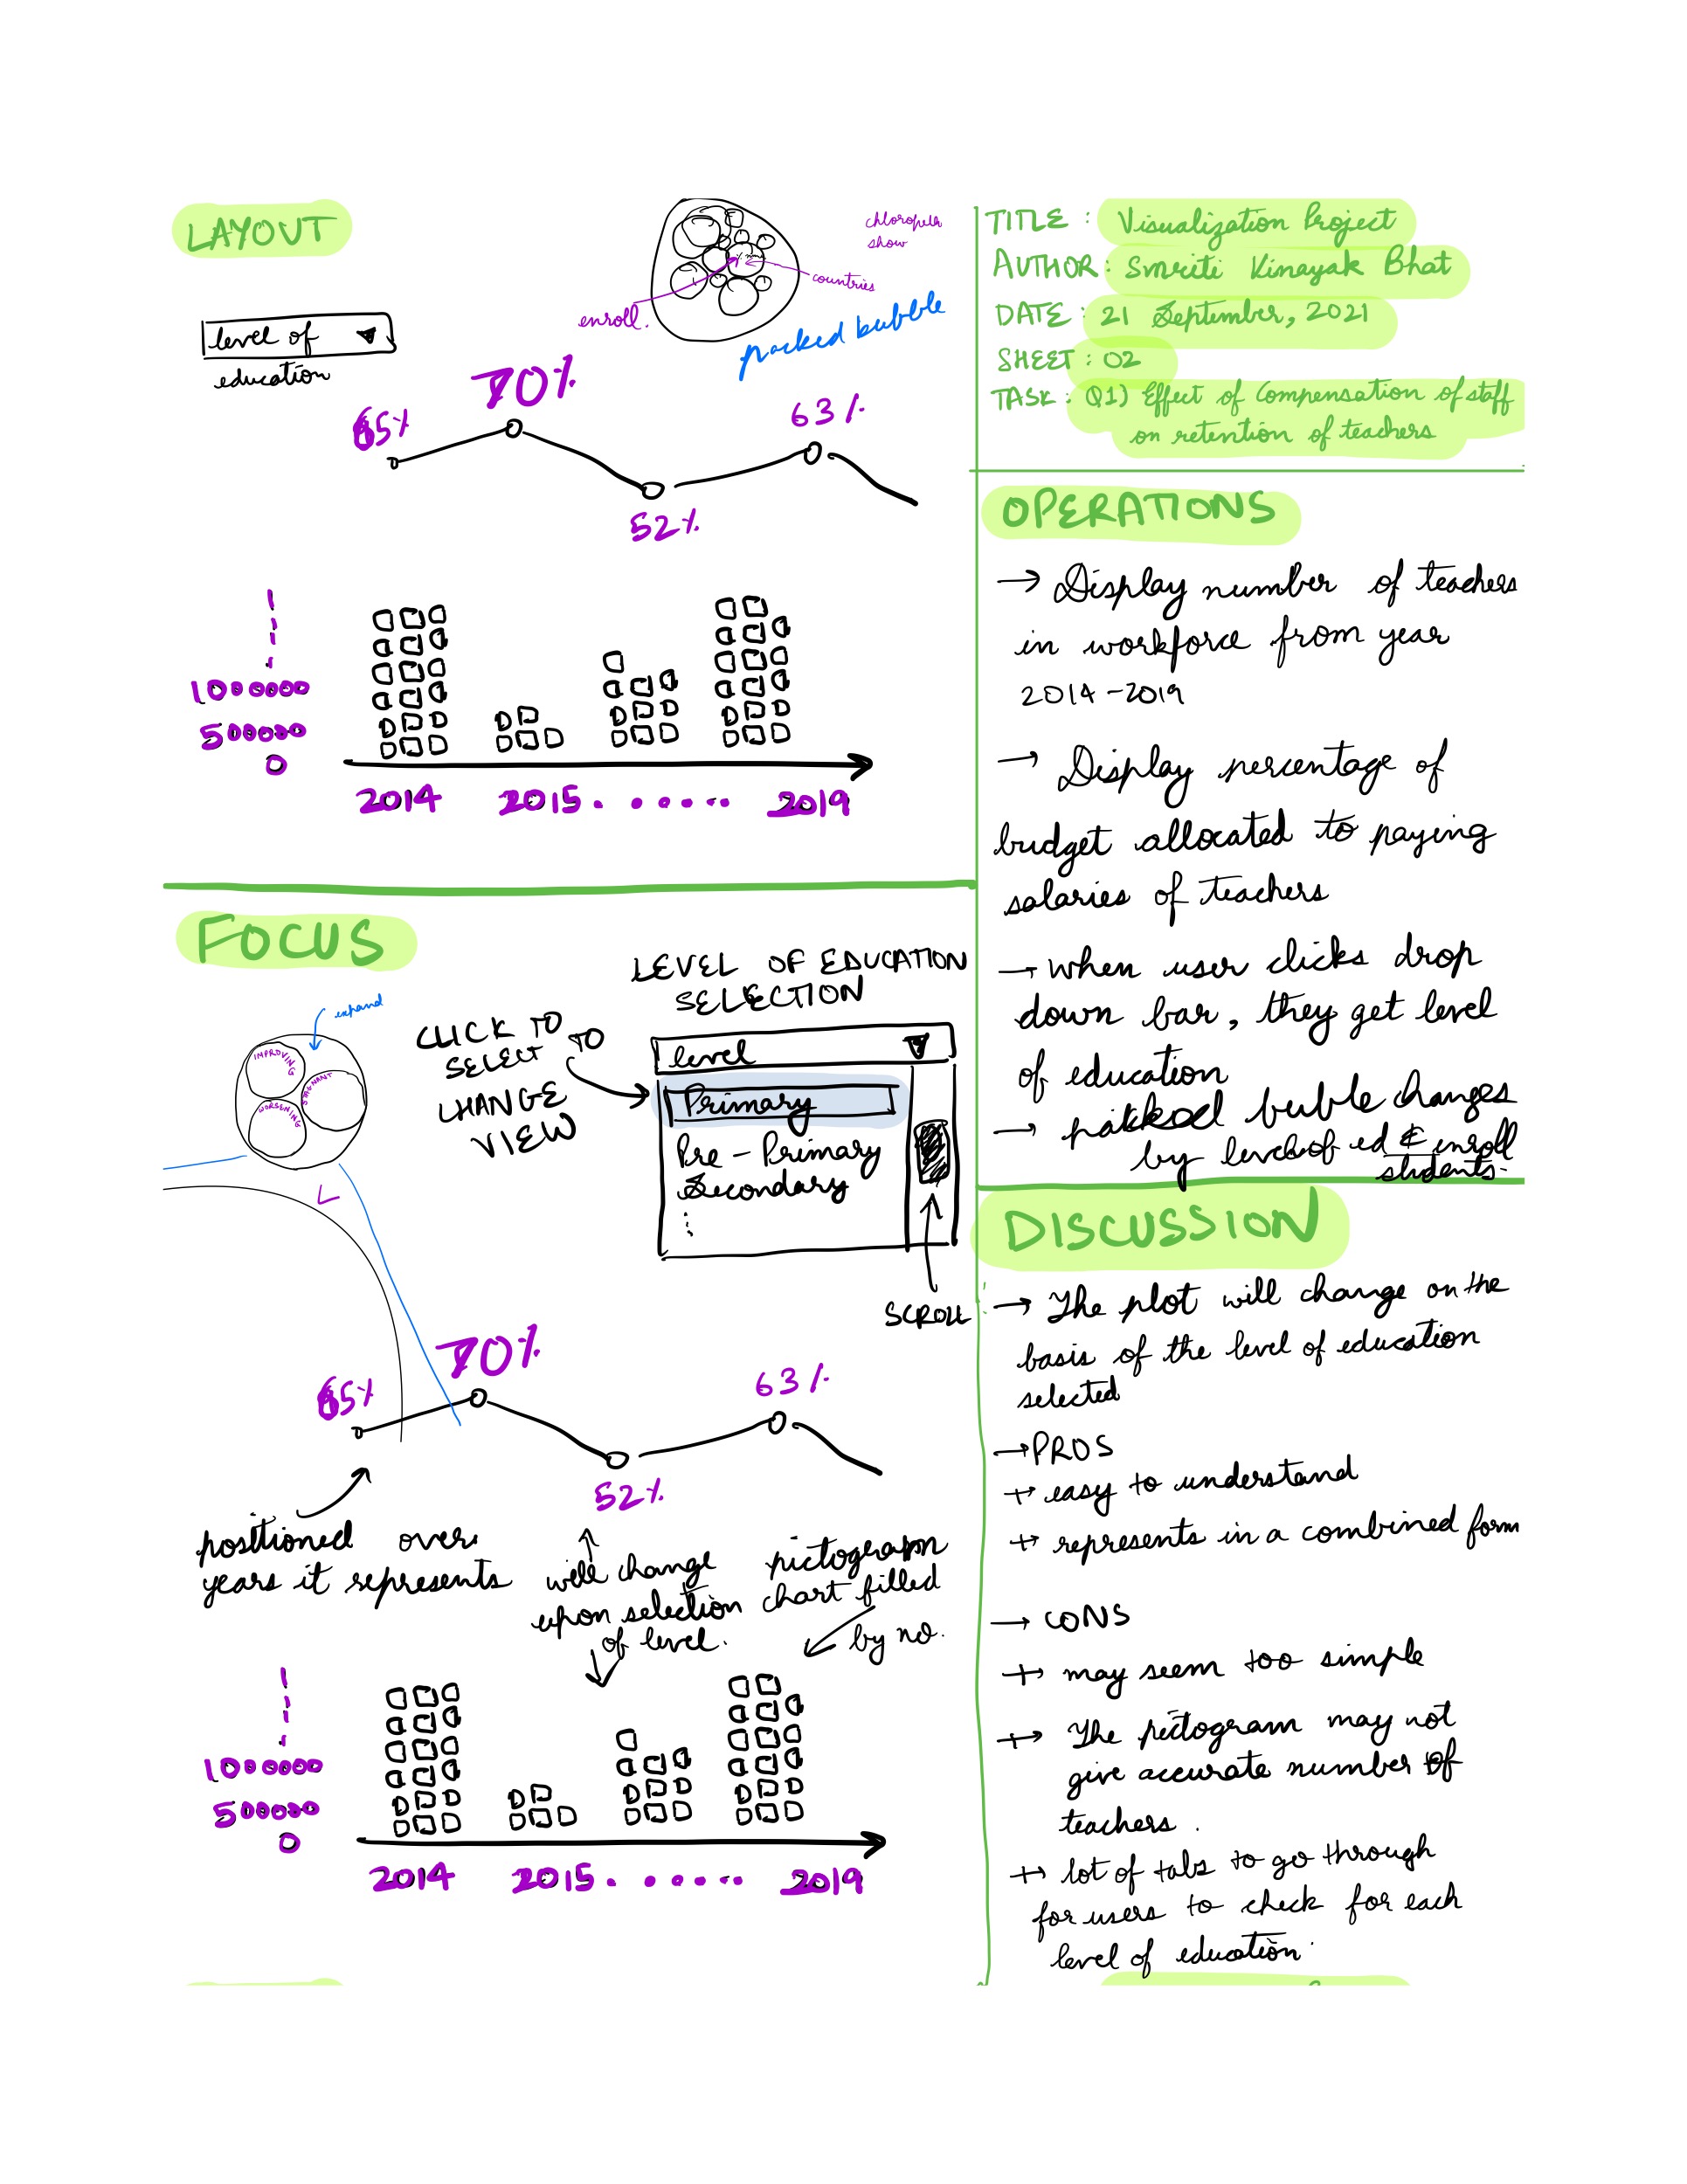 LAYOUT
level of
education
chloropeth
show
countries
enroll.
packed bubble
65%
70%
52%
63%
1000000
500000
0
2014 2015. . . . . . 2019
TITLE : Visualization Project
AUTHOR: Smriti Vinayak Bhat
DATE : 21 September, 2021
SHEET : 02
TASK : Q1) Effect of Compensation of staff
on retention of teachers
OPERATIONS
→ Display number of teachers
in workforce from year
2014 - 2019
→ Display percentage of
budget allocated to paying
salaries of teachers
→ when user clicks drop
down bar, they get level
of education
→ packed buble changes
by level of ed & enroll
students.
FOCUS
expand
IMPROVING
STAGNANT
WORSENING
CLICK TO
SELECT TO
CHANGE
VIEW
LEVEL OF EDUCATION
SELECTION
level
Primary
Pre - Primary
Secondary
SCROLL
65%
70%
52%
63%
positioned over
years it represents
will change
upon selection
of level.
pictogram
chart filled
by no.
1000000
500000
0
2014 2015. . . . . . 2019
DISCUSSION
→ The plot will change on the
basis of the level of education
selected
→ PROS
+ easy to understand
+ represents in a combined form
→ CONS
+ may seem too simple
+ The pictogram may not
give accurate number of
teachers.
+ lot of tabs to go through
for users to check for each
level of education.